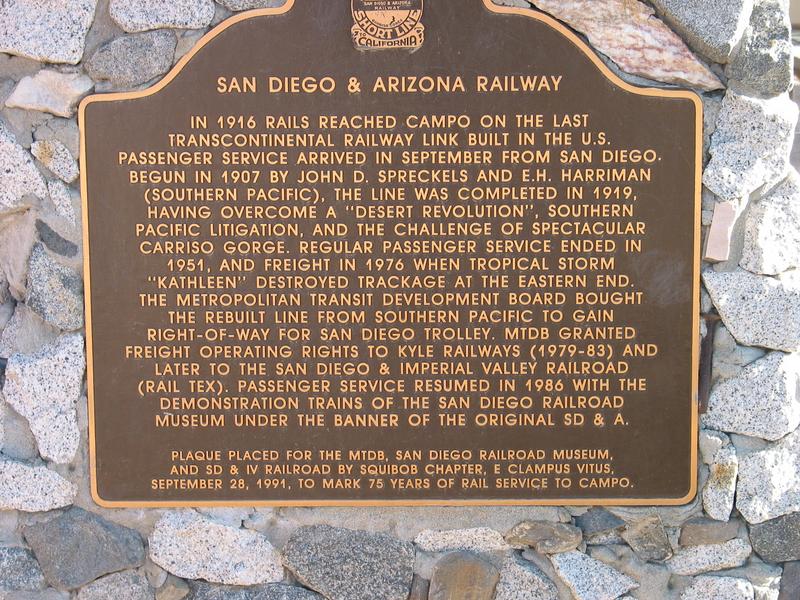 SAN DIEGO & ARIZONA
RAILWAY
SHORT LINE
CALIFORNIA
SAN DIEGO & ARIZONA RAILWAY
IN 1916 RAILS REACHED CAMPO ON THE LAST
TRANSCONTINENTAL RAILWAY LINK BUILT IN THE U.S.
PASSENGER SERVICE ARRIVED IN SEPTEMBER FROM SAN DIEGO.
BEGUN IN 1907 BY JOHN D. SPRECKELS AND E.H. HARRIMAN
(SOUTHERN PACIFIC), THE LINE WAS COMPLETED IN 1919,
HAVING OVERCOME A "DESERT REVOLUTION", SOUTHERN
PACIFIC LITIGATION, AND THE CHALLENGE OF SPECTACULAR
CARRISO GORGE. REGULAR PASSENGER SERVICE ENDED IN
1951, AND FREIGHT IN 1976 WHEN TROPICAL STORM
"KATHLEEN" DESTROYED TRACKAGE AT THE EASTERN END.
THE METROPOLITAN TRANSIT DEVELOPMENT BOARD BOUGHT
THE REBUILT LINE FROM SOUTHERN PACIFIC TO GAIN
RIGHT-OF-WAY FOR SAN DIEGO TROLLEY. MTDB GRANTED
FREIGHT OPERATING RIGHTS TO KYLE RAILWAYS (1979-83) AND
LATER TO THE SAN DIEGO & IMPERIAL VALLEY RAILROAD
(RAIL TEX). PASSENGER SERVICE RESUMED IN 1986 WITH THE
DEMONSTRATION TRAINS OF THE SAN DIEGO RAILROAD
MUSEUM UNDER THE BANNER OF THE ORIGINAL SD & A.
PLAQUE PLACED FOR THE MTDB, SAN DIEGO RAILROAD MUSEUM,
AND SD & IV RAILROAD BY SQUIBOB CHAPTER, E CLAMPUS VITUS,
SEPTEMBER 28, 1991, TO MARK 75 YEARS OF RAIL SERVICE TO CAMPO.